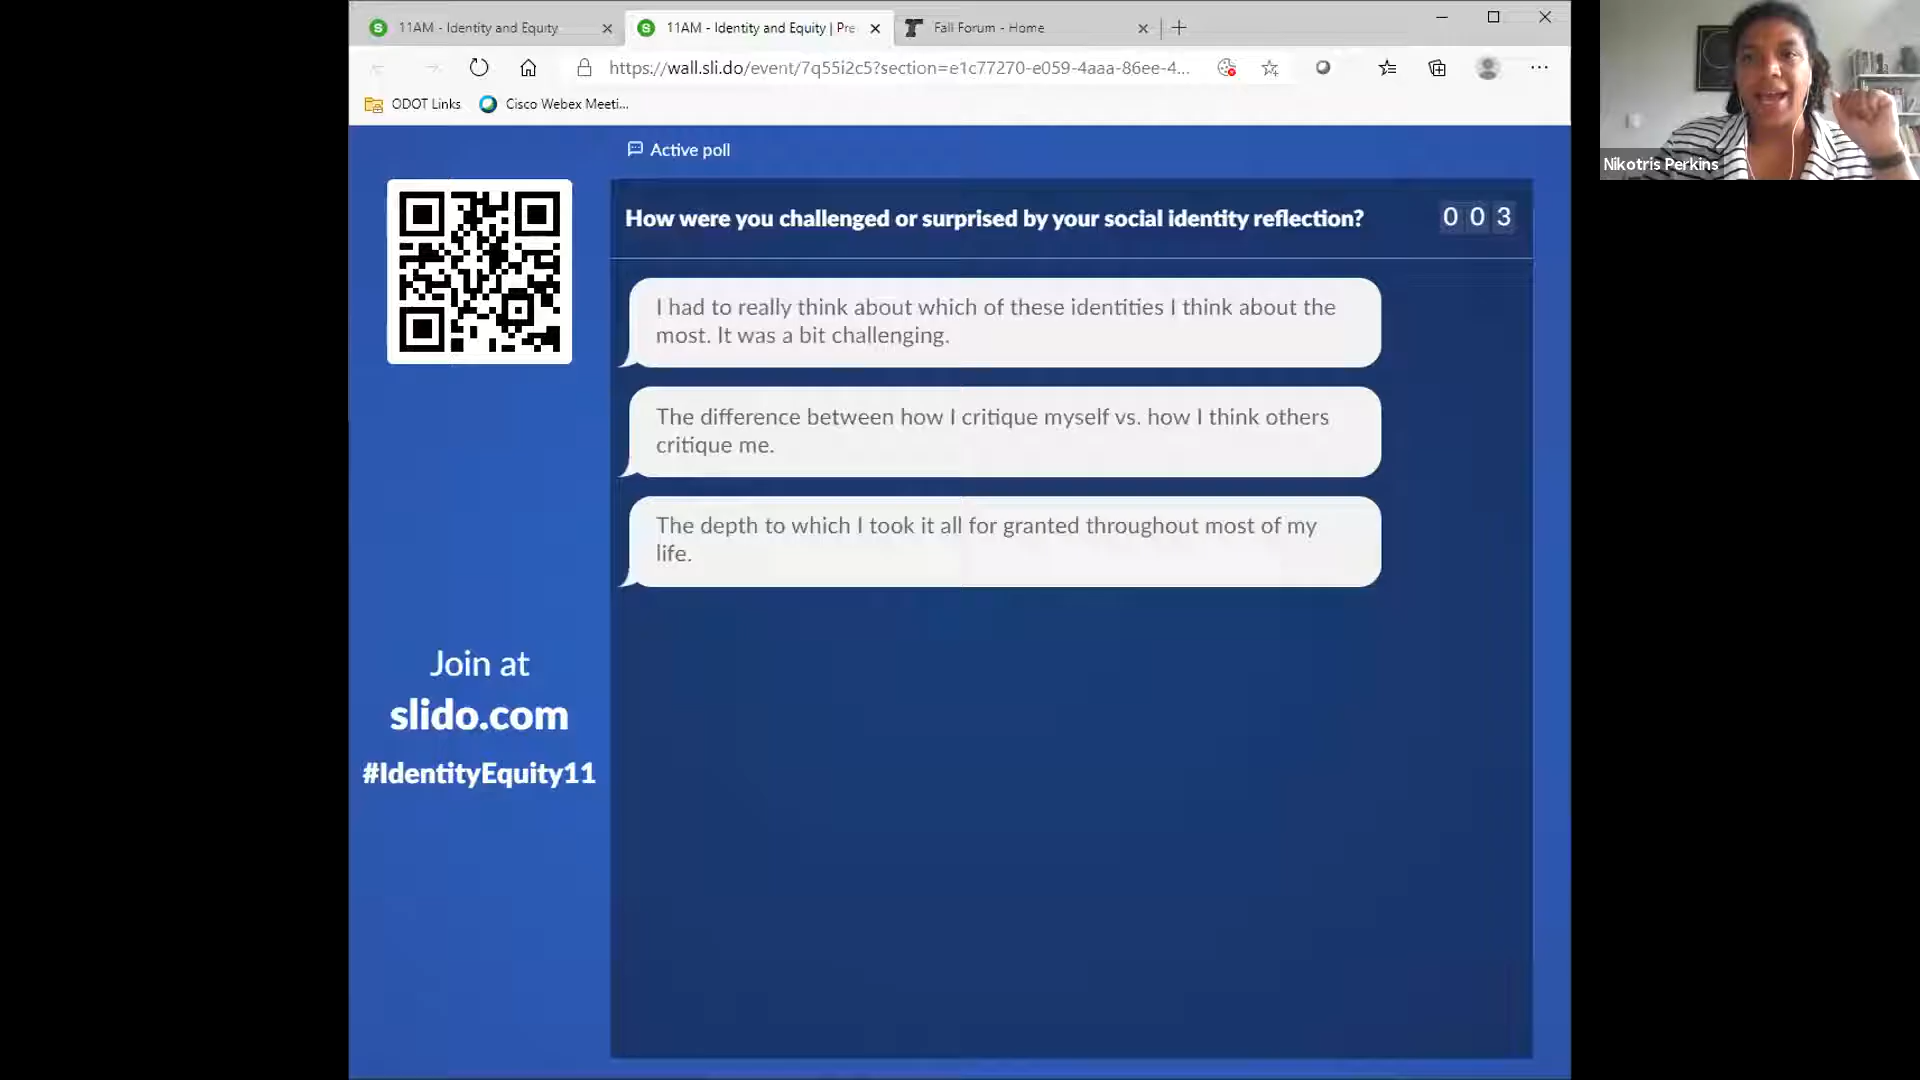 11AM - Identity and Equity
11AM - Identity and Equity | Pre
Fall Forum - Home
https://wall.sli.do/event/7q55i2c5?section=e1c77270-e059-4aaa-86ee-4...
ODOT Links
Cisco Webex Meeti...
Active poll
How were you challenged or surprised by your social identity reflection?
0 0 3
I had to really think about which of these identities I think about the
most. It was a bit challenging.
The difference between how I critique myself vs. how I think others
critique me.
The depth to which I took it all for granted throughout most of my
life.
Join at
slido.com
#IdentityEquity11
Nikotris Perkins